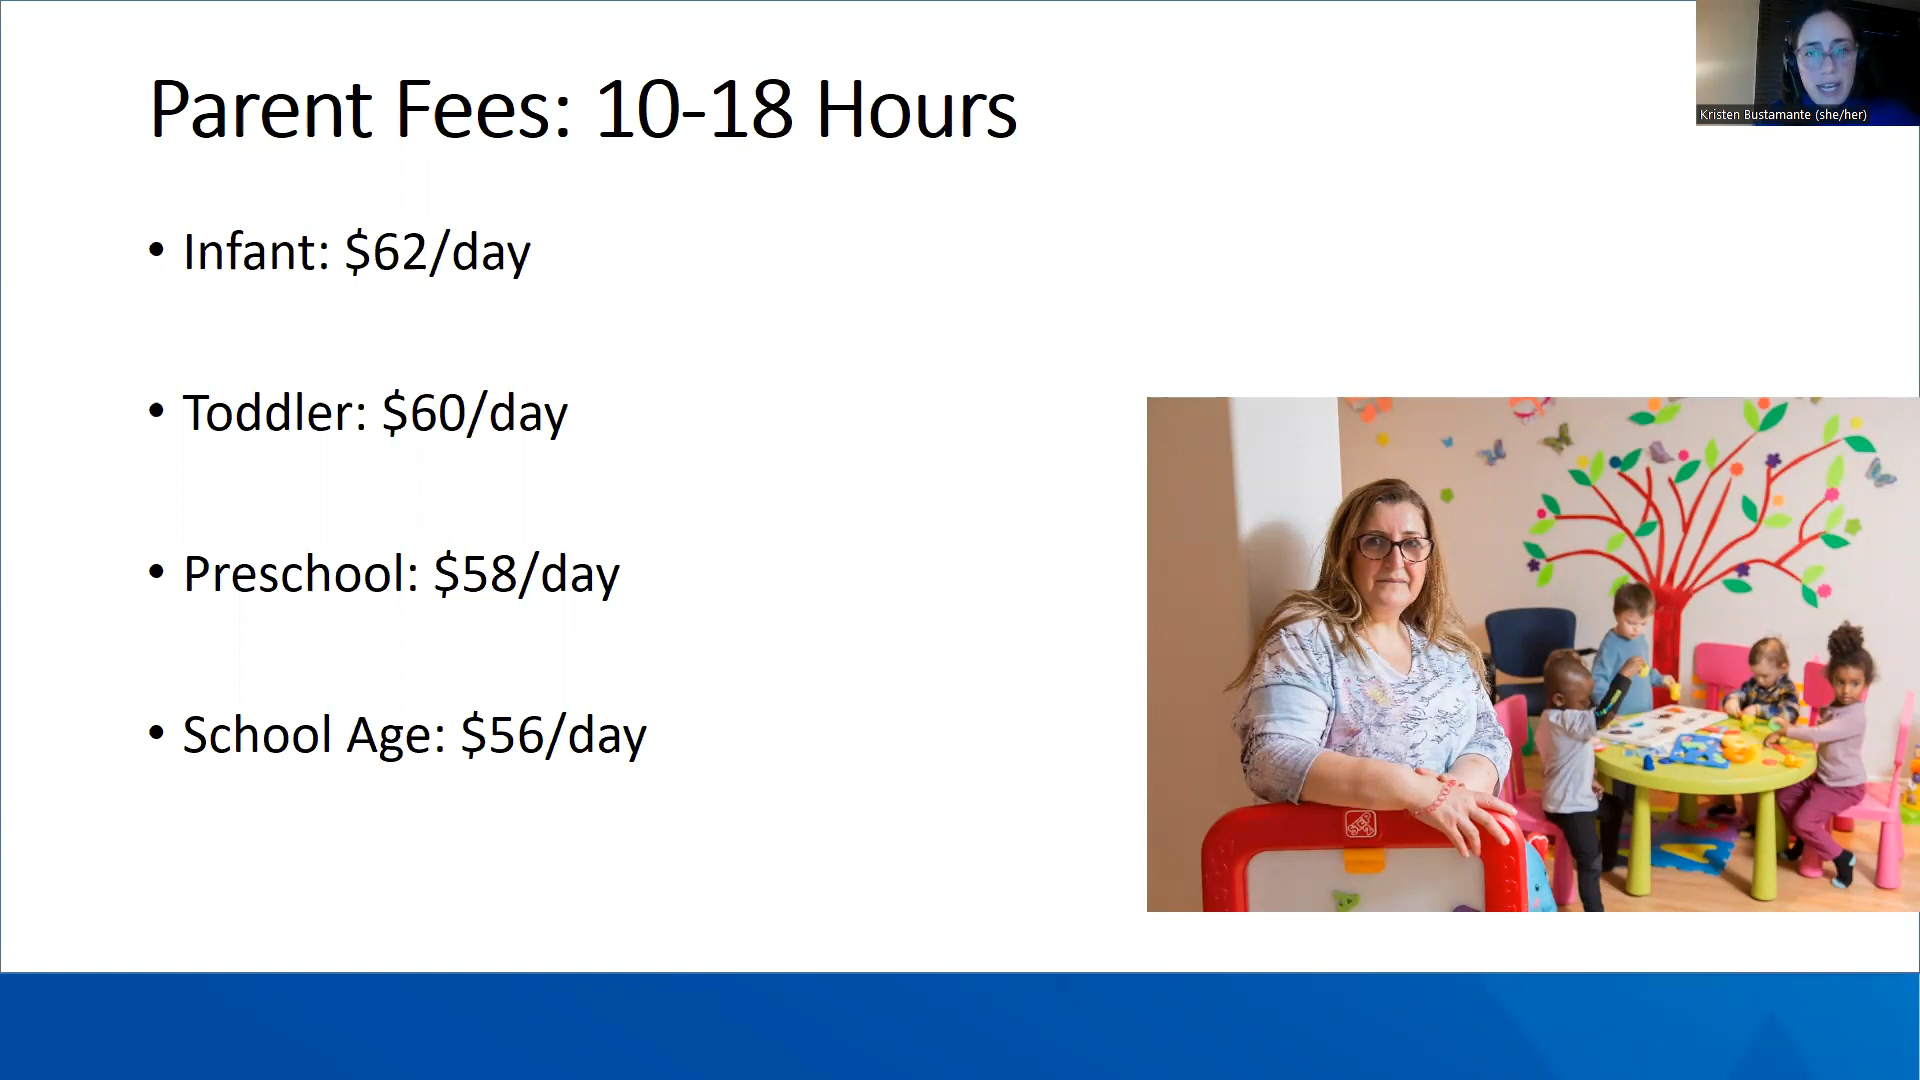 Parent Fees: 10-18 Hours
Kristen Bustamante (she/her)
• Infant: $62/day
• Toddler: $60/day
• Preschool: $58/day
• School Age: $56/day